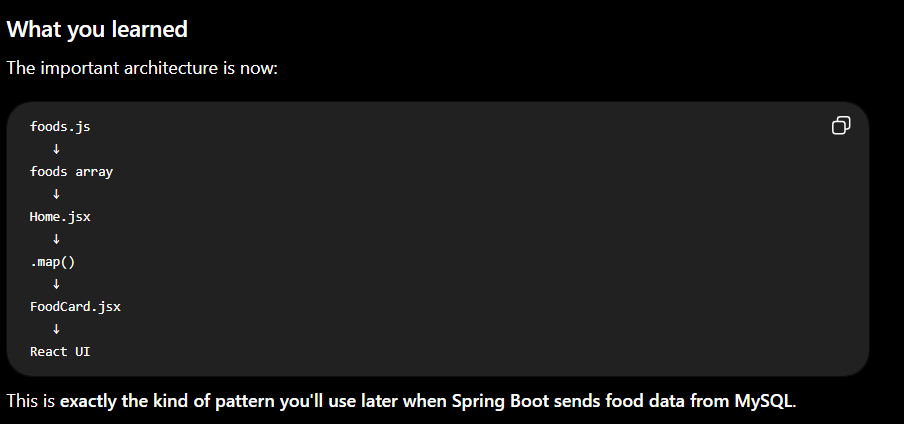 What you learned
The important architecture is now:
foods.js
↓
foods array
↓
Home.jsx
↓
.map()
↓
FoodCard.jsx
↓
React UI
This is exactly the kind of pattern you'll use later when Spring Boot sends food data from MySQL.